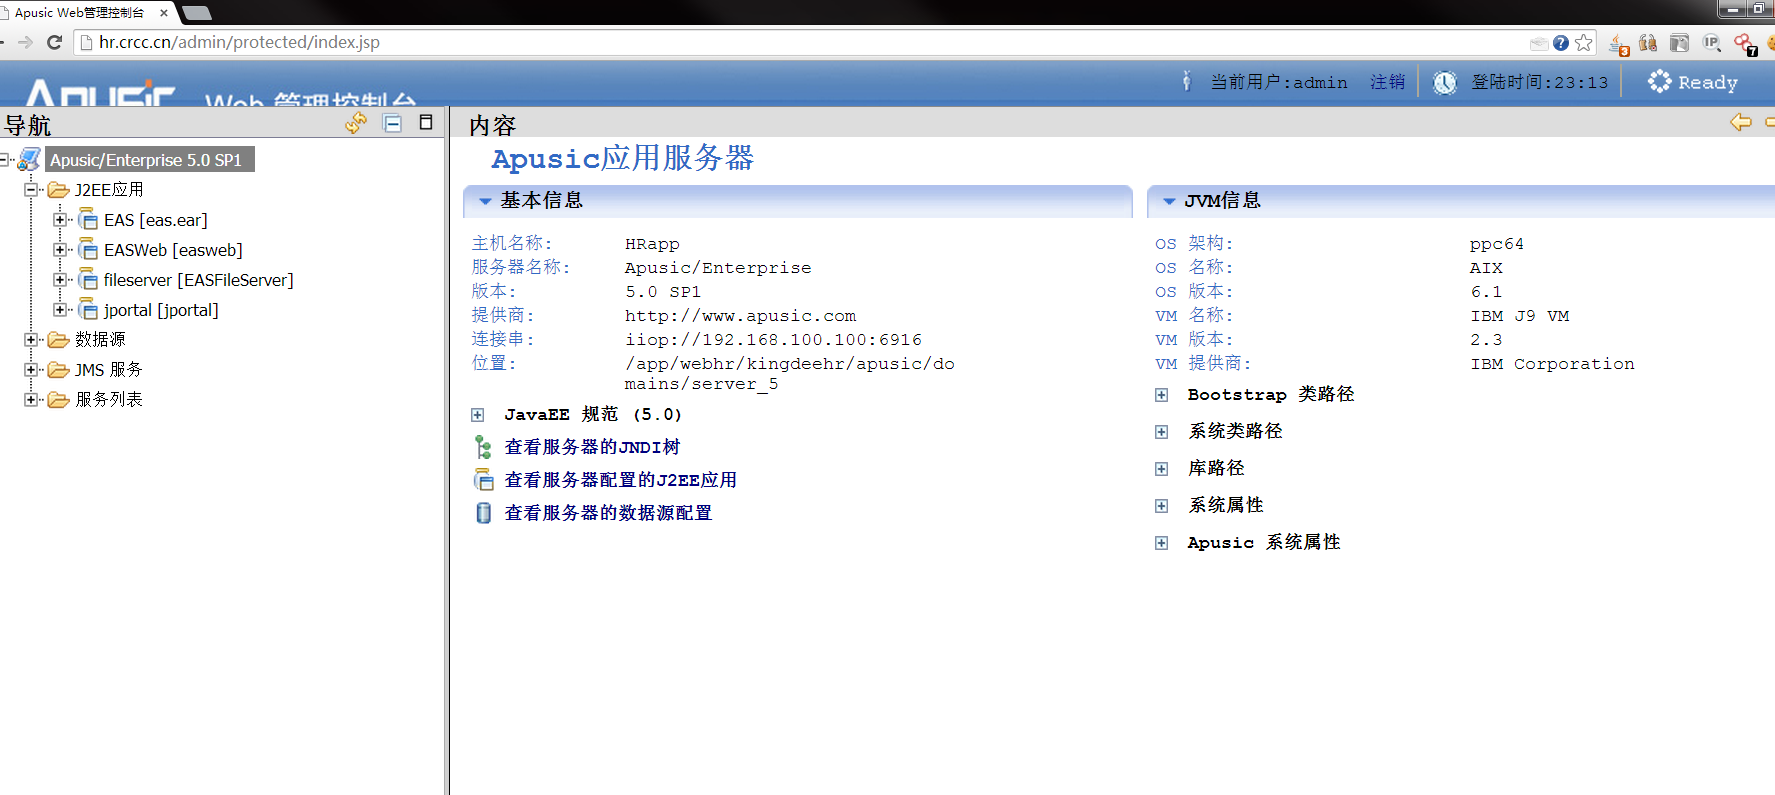 Apusic Web管理控制台
hr.crcc.cn/admin/protected/index.jsp
3
IP
7
Apusic Web 管理控制台
当前用户:admin 注销 登陆时间:23:13 Ready
导航
内容
Apusic/Enterprise 5.0 SP1
J2EE应用
EAS [eas.ear]
EASWeb [easweb]
fileserver [EASFileServer]
jportal [jportal]
数据源
JMS 服务
服务列表
Apusic应用服务器
基本信息
主机名称: HRapp
服务器名称: Apusic/Enterprise
版本: 5.0 SP1
提供商: http://www.apusic.com
连接串: iiop://192.168.100.100:6916
位置: /app/webhr/kingdeehr/apusic/do
mains/server_5
JavaEE 规范 (5.0)
查看服务器的JNDI树
查看服务器配置的J2EE应用
查看服务器的数据源配置
JVM信息
OS 架构: ppc64
OS 名称: AIX
OS 版本: 6.1
VM 名称: IBM J9 VM
VM 版本: 2.3
VM 提供商: IBM Corporation
Bootstrap 类路径
系统类路径
库路径
系统属性
Apusic 系统属性